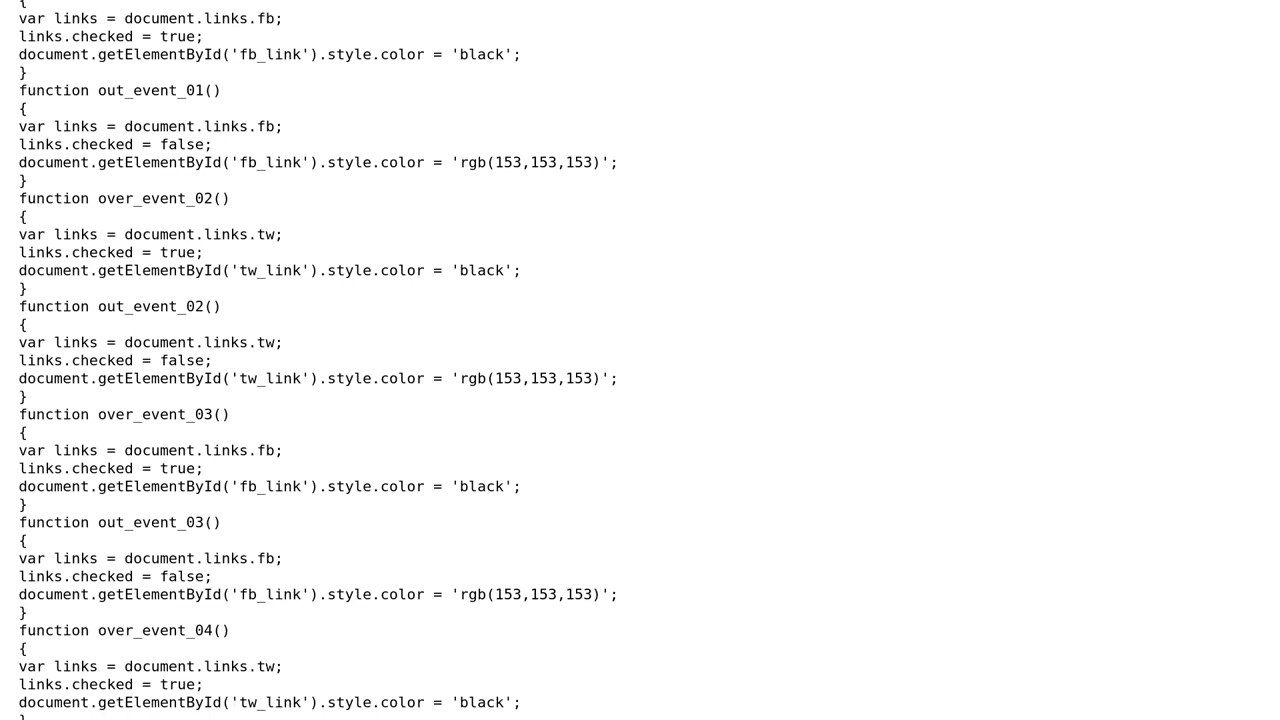 {
var links = document.links.fb;
links.checked = true;
document.getElementById('fb_link').style.color = 'black';
}
function out_event_01()
{
var links = document.links.fb;
links.checked = false;
document.getElementById('fb_link').style.color = 'rgb(153,153,153)';
}
function over_event_02()
{
var links = document.links.tw;
links.checked = true;
document.getElementById('tw_link').style.color = 'black';
}
function out_event_02()
{
var links = document.links.tw;
links.checked = false;
document.getElementById('tw_link').style.color = 'rgb(153,153,153)';
}
function over_event_03()
{
var links = document.links.fb;
links.checked = true;
document.getElementById('fb_link').style.color = 'black';
}
function out_event_03()
{
var links = document.links.fb;
links.checked = false;
document.getElementById('fb_link').style.color = 'rgb(153,153,153)';
}
function over_event_04()
{
var links = document.links.tw;
links.checked = true;
document.getElementById('tw_link').style.color = 'black';
}